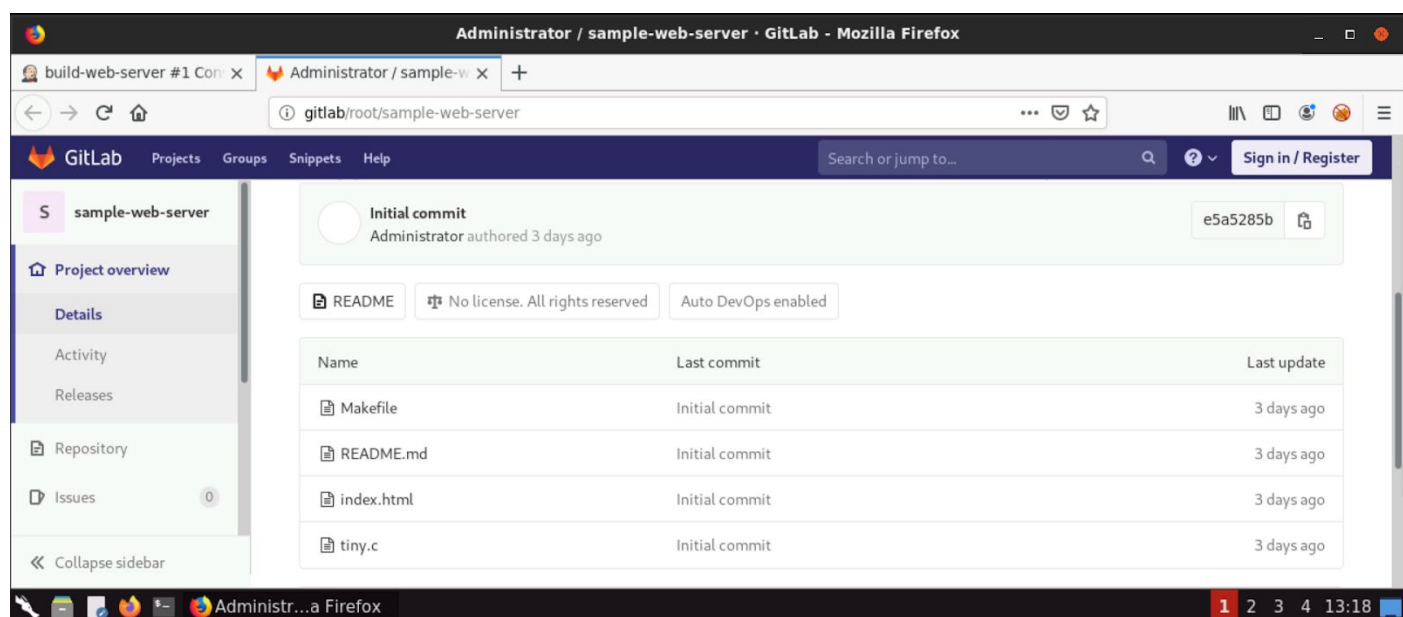 Administrator / sample-web-server · GitLab - Mozilla Firefox
build-web-server #1 Con
Administrator / sample-w
gitlab/root/sample-web-server
GitLab Projects Groups Snippets Help Search or jump to... Sign in / Register
S sample-web-server
Project overview
Details
Activity
Releases
Repository
Issues 0
Collapse sidebar
Initial commit
Administrator authored 3 days ago
e5a5285b
README No license. All rights reserved Auto DevOps enabled
Name Last commit Last update
Makefile Initial commit 3 days ago
README.md Initial commit 3 days ago
index.html Initial commit 3 days ago
tiny.c Initial commit 3 days ago
Administr...a Firefox 1 2 3 4 13:18